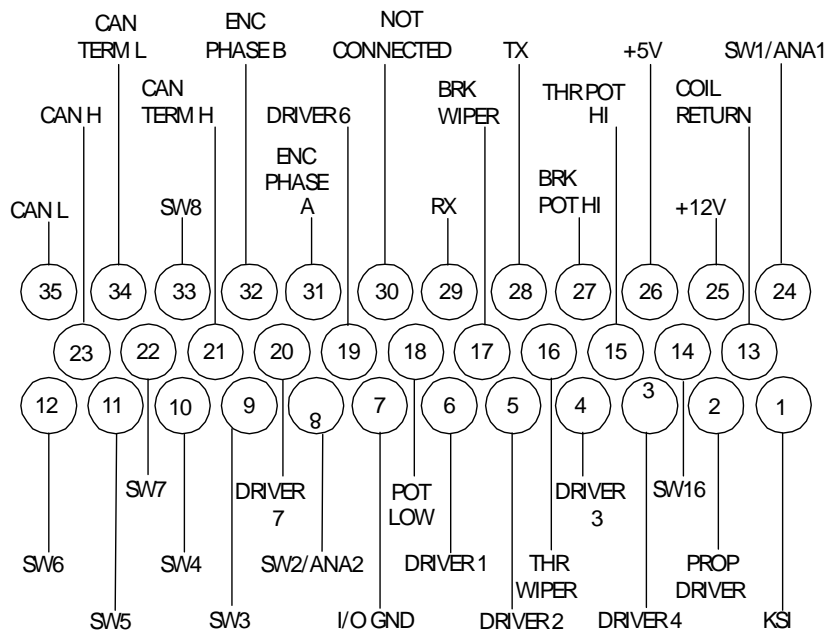 CAN
TERM L
ENC
PHASE B
NOT
CONNECTED
TX
+5V
SW1/ANA1
CAN H
CAN
TERM H
DRIVER 6
BRK
WIPER
THR POT
HI
COIL
RETURN
CAN L
SW8
ENC
PHASE
A
RX
BRK
POT HI
+12V
35 34 33 32 31 30 29 28 27 26 25 24
23 22 21 20 19 18 17 16 15 14 13
12 11 10 9 8 7 6 5 4 3 2 1
SW7
DRIVER
7
POT
LOW
DRIVER
3
SW16
SW6
SW4
SW2/ANA2
DRIVER 1
THR
WIPER
PROP
DRIVER
SW5
SW3
I/O GND
DRIVER 2
DRIVER 4
KSI